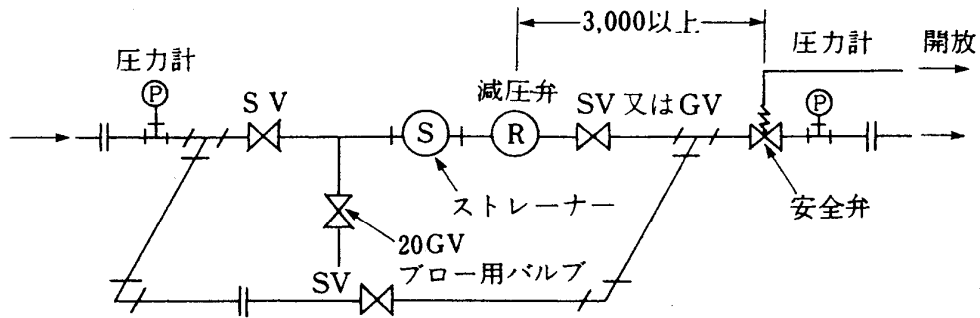 3,000以上
圧力計
開放
圧力計
P
SV
減圧弁
SV 又はGV
P
S
R
ストレーナー
安全弁
20GV
ブロー用バルブ
SV